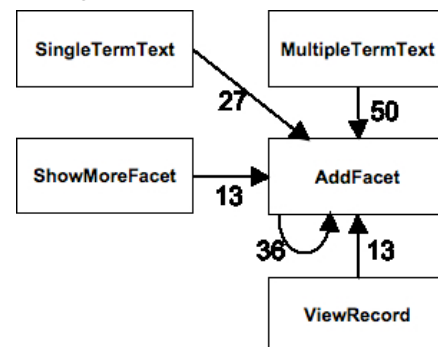 SingleTermText
MultipleTermText
27
50
ShowMoreFacet
AddFacet
13
36
13
ViewRecord